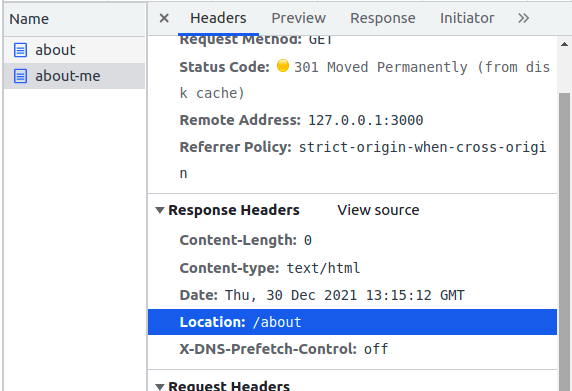 Name
about
about-me
Headers Preview Response Initiator
Request Method: GET
Status Code: 301 Moved Permanently (from dis
k cache)
Remote Address: 127.0.0.1:3000
Referrer Policy: strict-origin-when-cross-origi
n
Response Headers View source
Content-Length: 0
Content-type: text/html
Date: Thu, 30 Dec 2021 13:15:12 GMT
Location: /about
X-DNS-Prefetch-Control: off
Request Headers